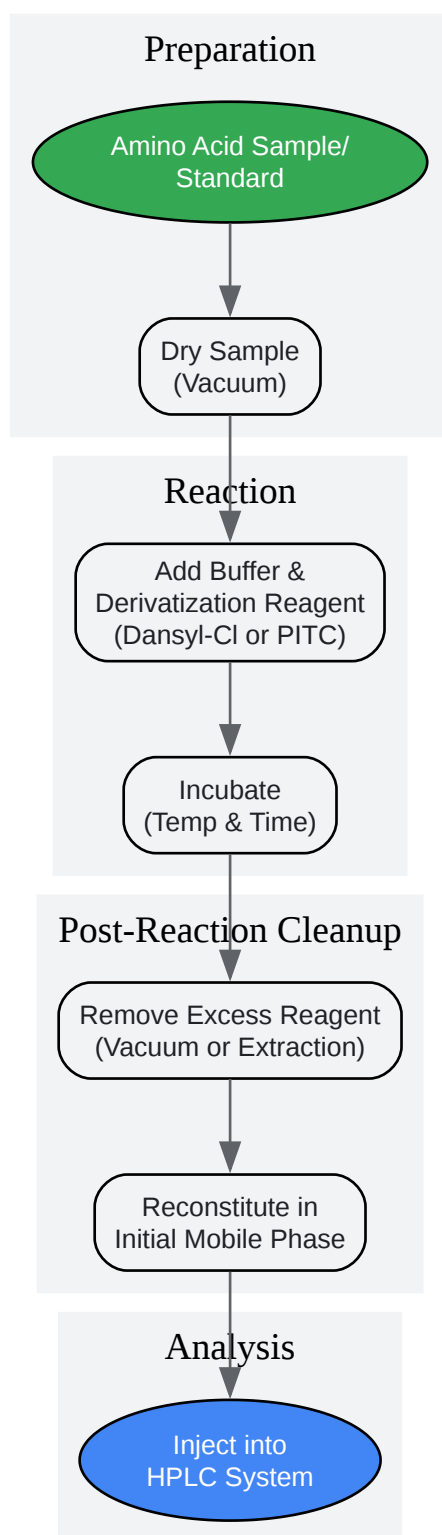 Preparation
Amino Acid Sample/
Standard
Dry Sample
(Vacuum)
Reaction
Add Buffer &
Derivatization Reagent
(Dansyl-Cl or PITC)
Incubate
(Temp & Time)
Post-Reaction Cleanup
Remove Excess Reagent
(Vacuum or Extraction)
Reconstitute in
Initial Mobile Phase
Analysis
Inject into
HPLC System